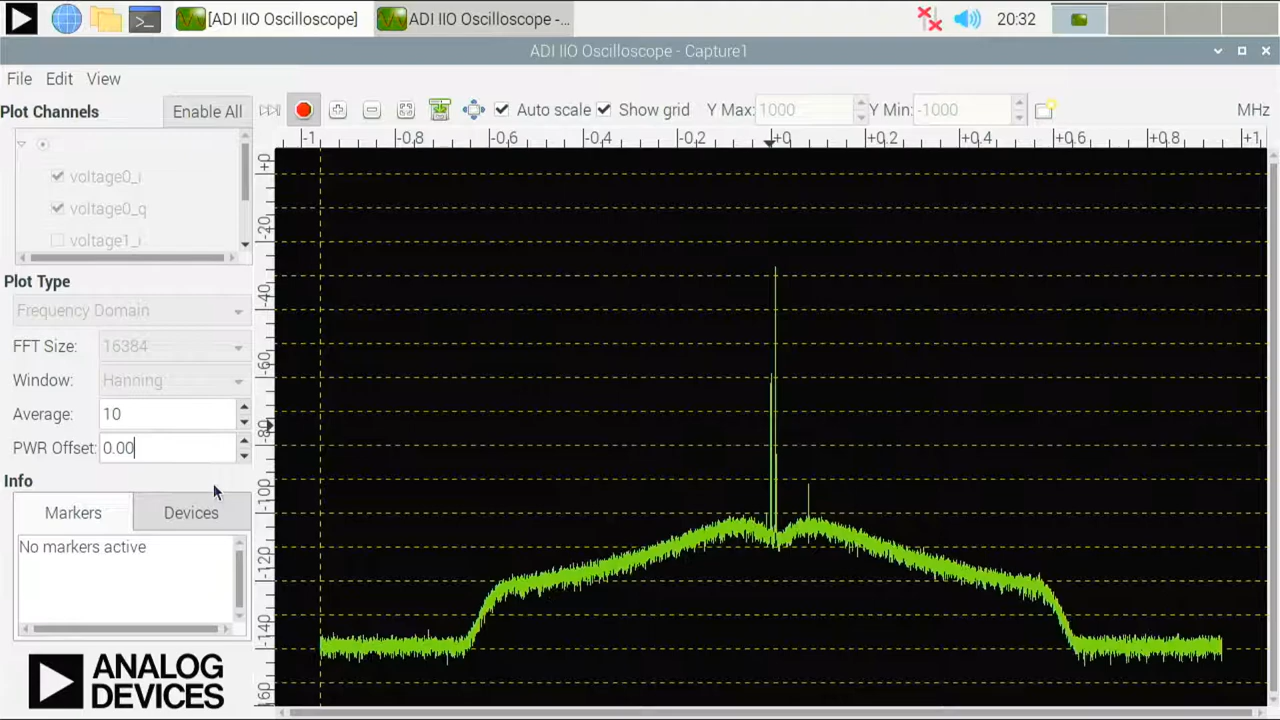 [ADI IIO Oscilloscope]
ADI IIO Oscilloscope -...
20:32
ADI IIO Oscilloscope - Capture1
File Edit View
Plot Channels
Enable All
Auto scale
Show grid
Y Max: 1000
Y Min: -1000
MHz
voltage0_i
voltage0_q
voltage1_i
Plot Type
Frequency Domain
FFT Size: 16384
Window: Hanning
Average: 10
PWR Offset: 0.00
Info
Markers
Devices
No markers active
ANALOG
DEVICES
-1 -0.8 -0.6 -0.4 -0.2 +0 +0.2 +0.4 +0.6 +0.8 +1
+0
-20
-40
-60
-80
-100
-120
-140
160